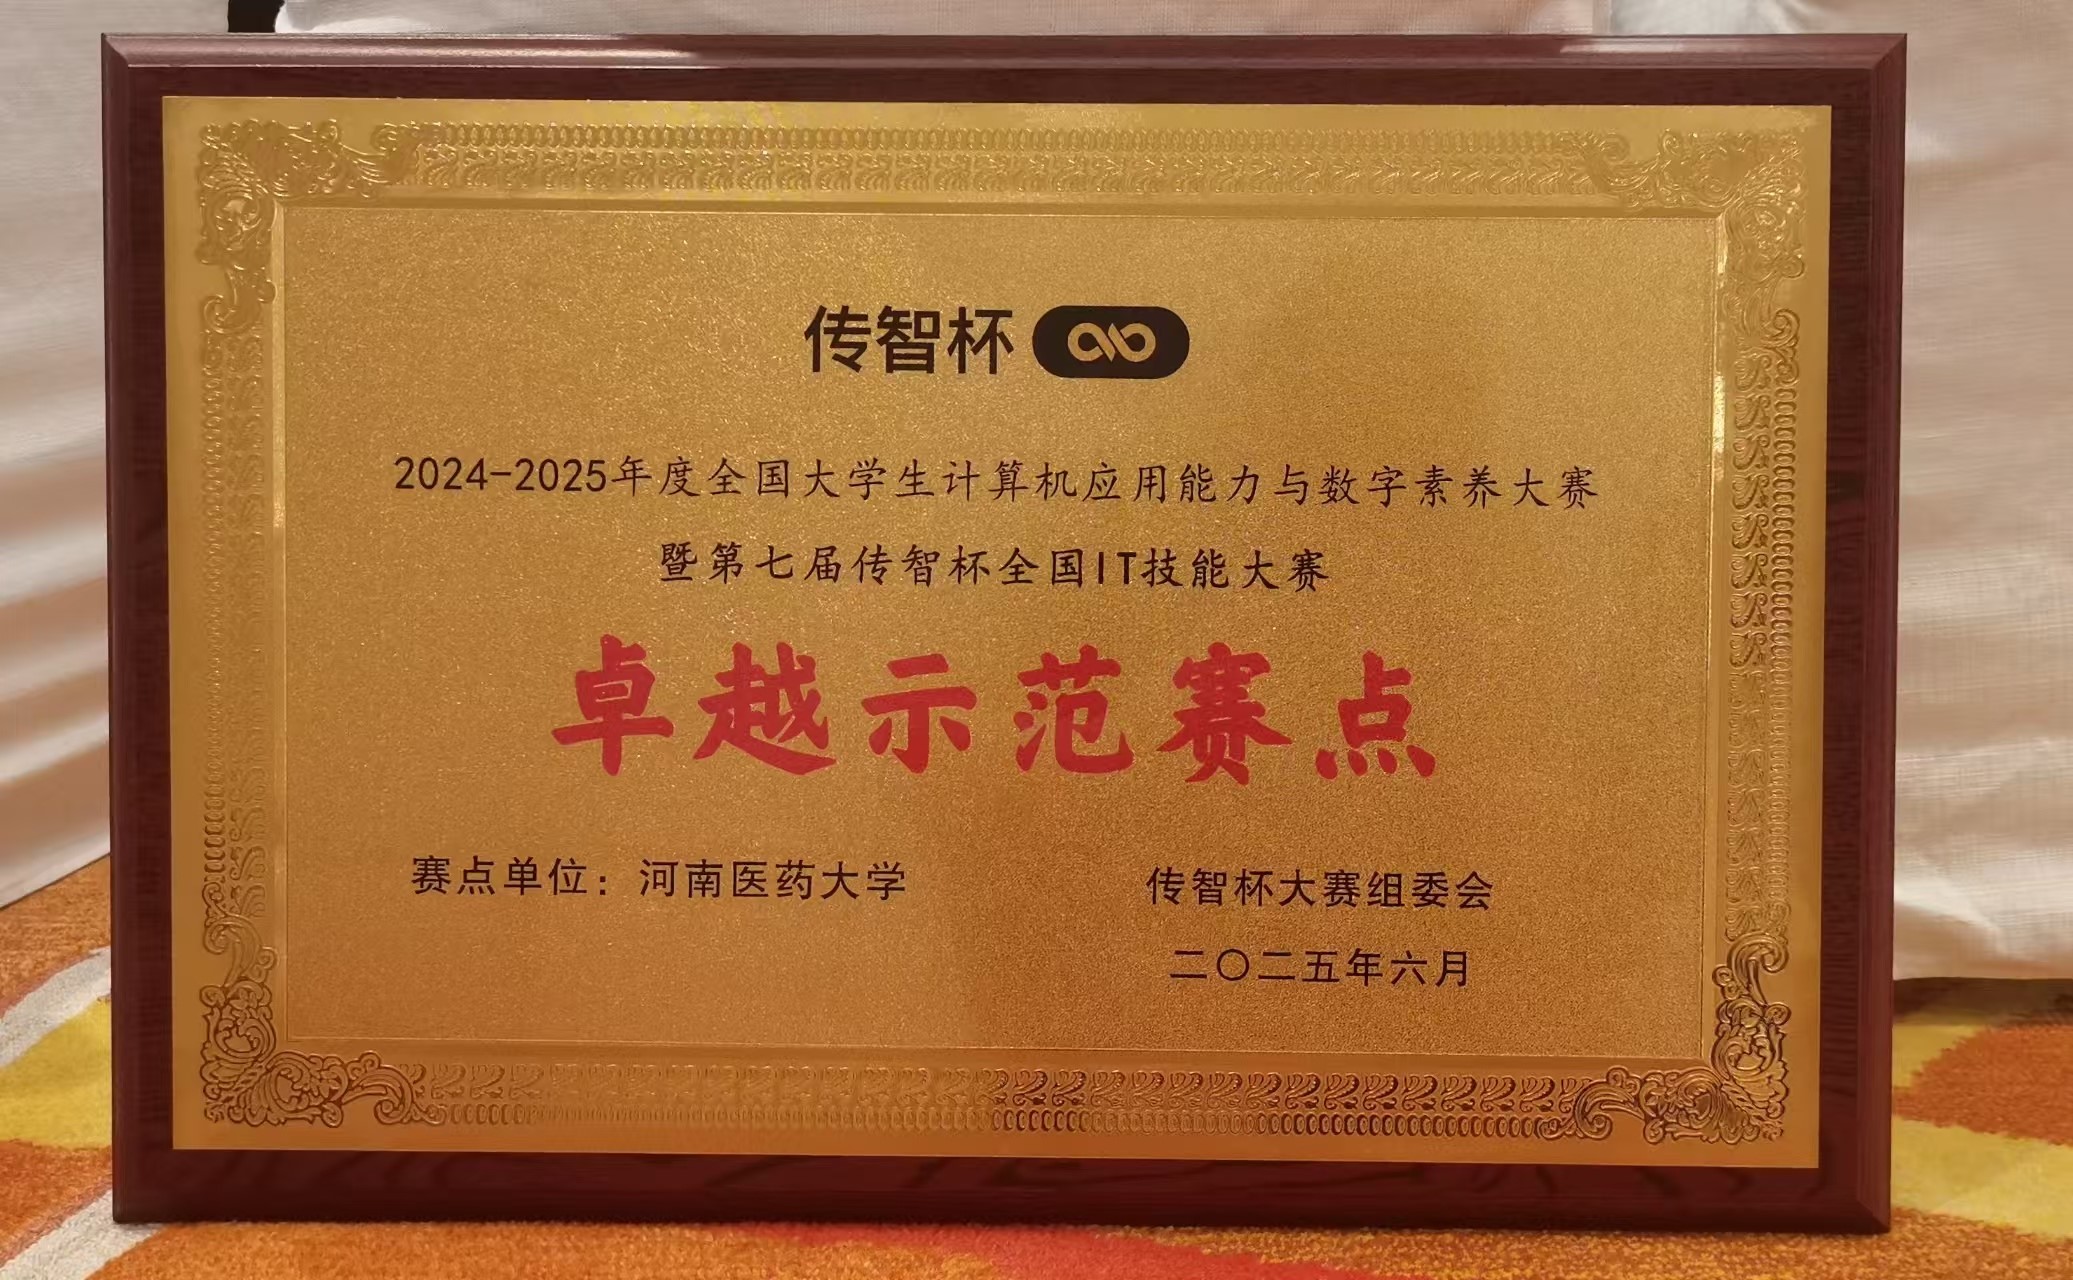 传智杯
2024-2025年度全国大学生计算机应用能力与数字素养大赛
暨第七届传智杯全国IT技能大赛
卓越示范赛点
赛点单位：河南医药大学
传智杯大赛组委会
二〇二五年六月